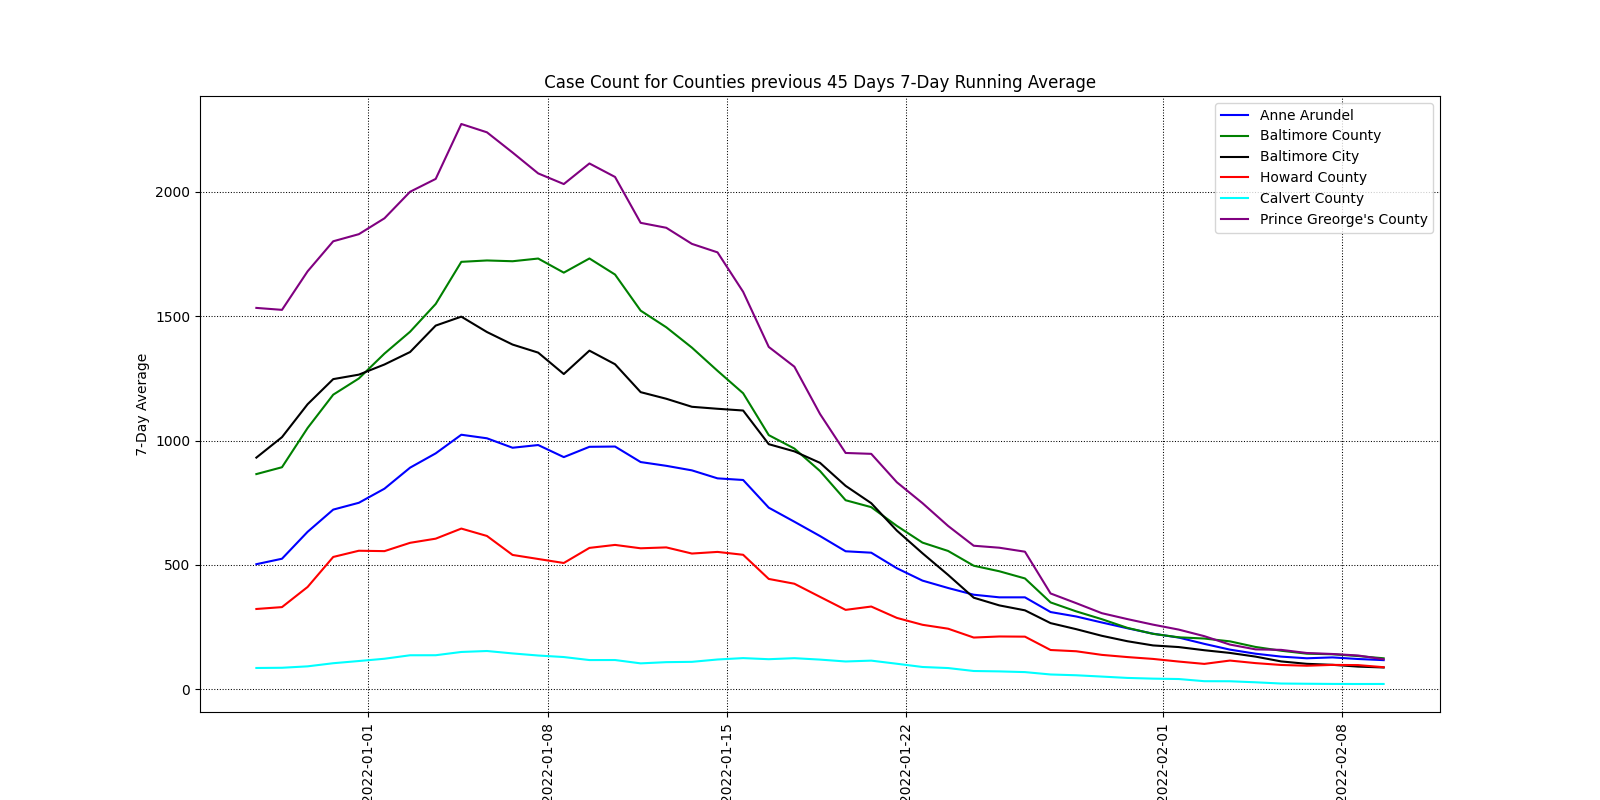 Case Count for Counties previous 45 Days 7-Day Running Average
Anne Arundel
Baltimore County
Baltimore City
Howard County
Calvert County
Prince Greorge's County
7-Day Average
2000
1500
1000
500
0
2022-01-01
2022-01-08
2022-01-15
2022-01-22
2022-02-01
2022-02-08